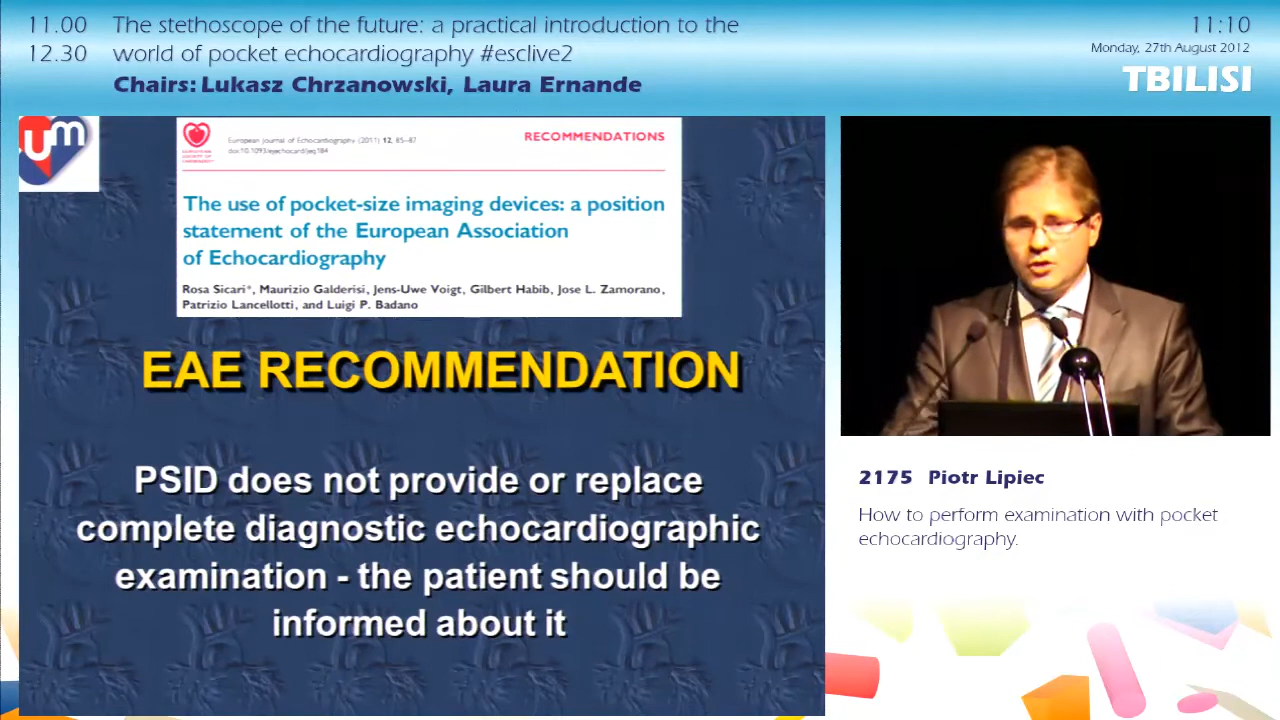 11.00 The stethoscope of the future: a practical introduction to the
12.30 world of pocket echocardiography #esclive2
Chairs: Lukasz Chrzanowski, Laura Ernande
11:10
Monday, 27th August 2012
TBILISI
um
European Journal of Echocardiography (2011) 12, 85–87
doi:10.1093/ejechocard/jeq184
RECOMMENDATIONS
EUROPEAN
SOCIETY OF
CARDIOLOGY
The use of pocket-size imaging devices: a position
statement of the European Association
of Echocardiography
Rosa Sicari*, Maurizio Galderisi, Jens-Uwe Voigt, Gilbert Habib, Jose L. Zamorano,
Patrizio Lancellotti, and Luigi P. Badano
EAE RECOMMENDATION
PSID does not provide or replace
complete diagnostic echocardiographic
examination - the patient should be
informed about it
2175 Piotr Lipiec
How to perform examination with pocket
echocardiography.